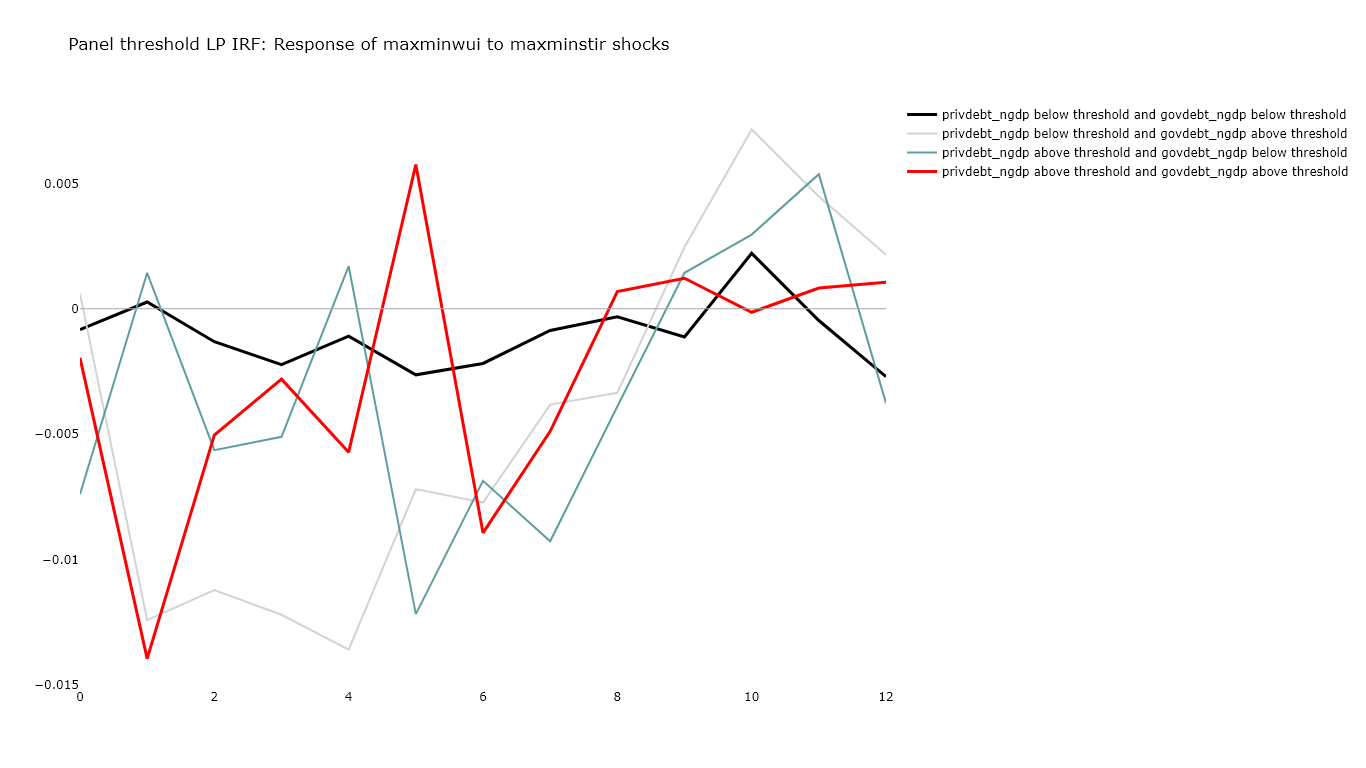 Panel threshold LP IRF: Response of maxminwui to maxminstir shocks
privdebt_ngdp below threshold and govdebt_ngdp below threshold
privdebt_ngdp below threshold and govdebt_ngdp above threshold
privdebt_ngdp above threshold and govdebt_ngdp below threshold
privdebt_ngdp above threshold and govdebt_ngdp above threshold
0.005
0
−0.005
−0.01
−0.015
0 2 4 6 8 10 12